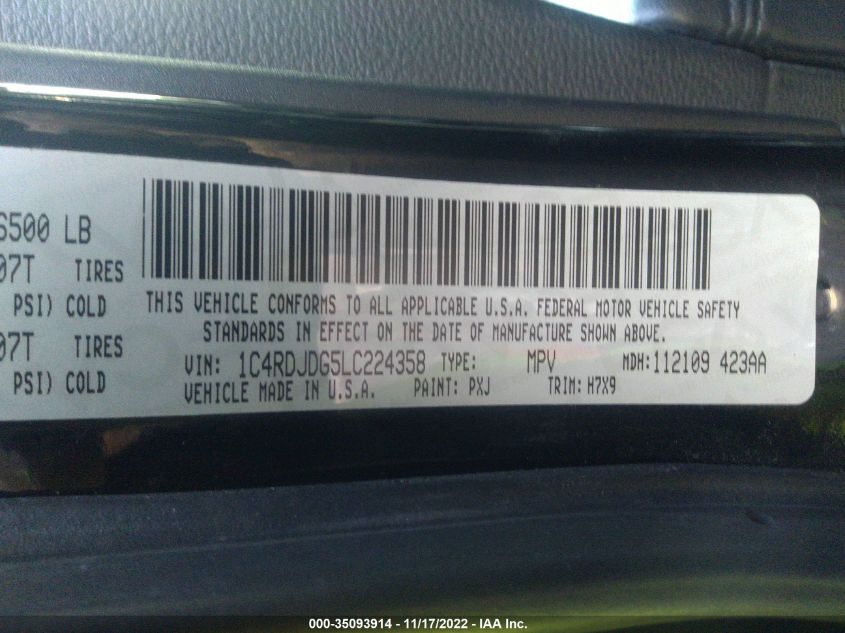 6500 LB
07T TIRES
PSI) COLD
07T TIRES
PSI) COLD
THIS VEHICLE CONFORMS TO ALL APPLICABLE U.S.A. FEDERAL MOTOR VEHICLE SAFETY
STANDARDS IN EFFECT ON THE DATE OF MANUFACTURE SHOWN ABOVE.
VIN: 1C4RDJDG5LC224358 TYPE: MPV MDH:112109 423AA
VEHICLE MADE IN U.S.A. PAINT: PXJ TRIM: H7X9
000-35093914 - 11/17/2022 - IAA Inc.